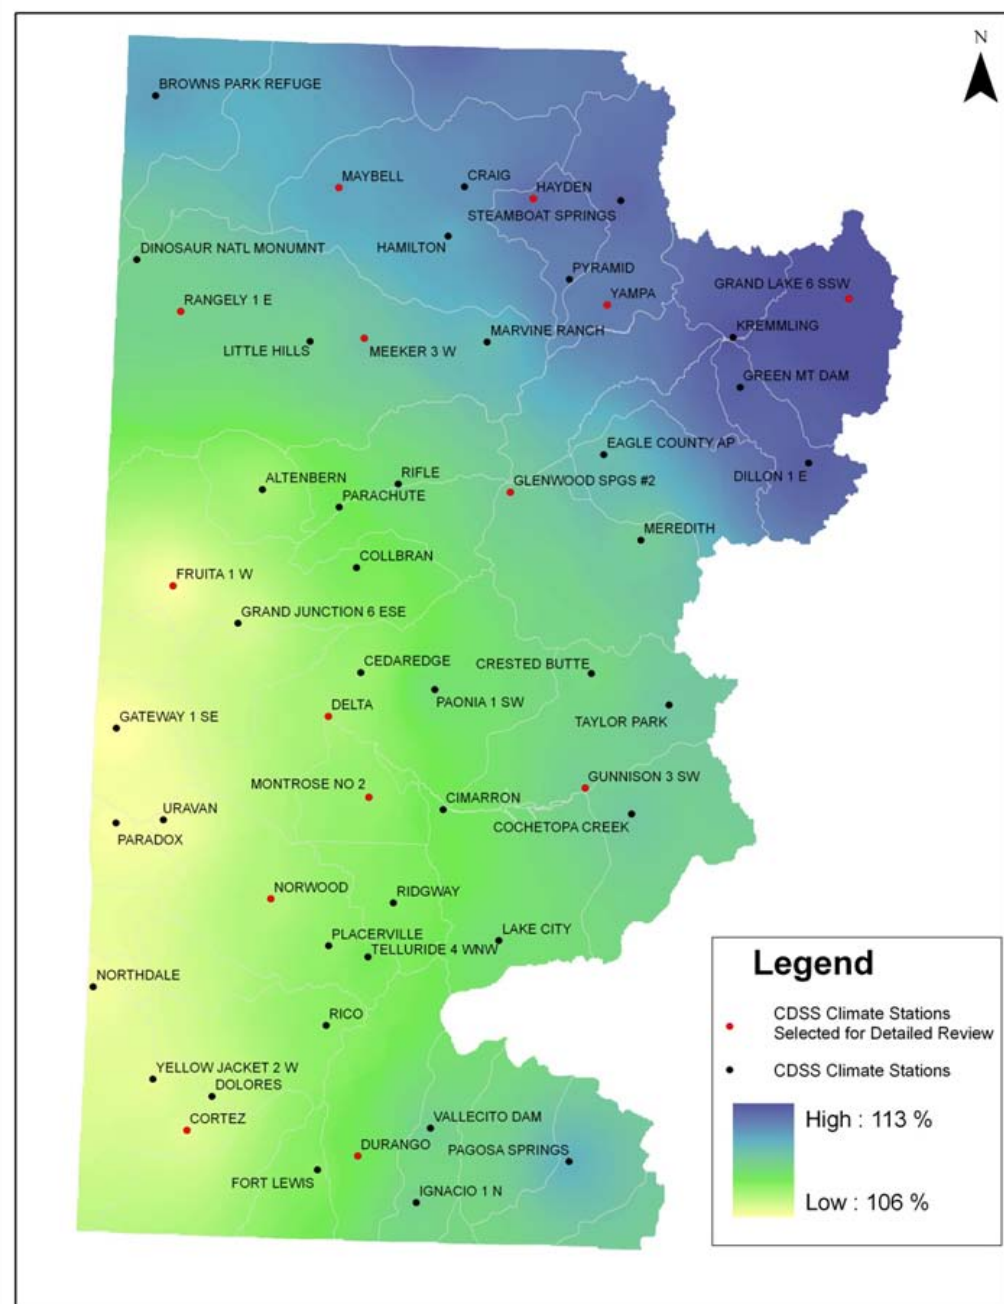 N
BROWNS PARK REFUGE
MAYBELL
CRAIG
HAYDEN
STEAMBOAT SPRINGS
HAMILTON
DINOSAUR NATL MONUMNT
PYRAMID
GRAND LAKE 6 SSW
RANGELY 1 E
YAMPA
KREMMLING
MARVINE RANCH
LITTLE HILLS
MEEKER 3 W
GREEN MT DAM
EAGLE COUNTY AP
ALTENBERN
RIFLE
GLENWOOD SPGS #2
DILLON 1 E
PARACHUTE
MEREDITH
COLLBRAN
FRUITA 1 W
GRAND JUNCTION 6 ESE
CEDAREDGE
CRESTED BUTTE
DELTA
PAONIA 1 SW
GATEWAY 1 SE
TAYLOR PARK
MONTROSE NO 2
GUNNISON 3 SW
CIMARRON
URAVAN
COCHETOPA CREEK
PARADOX
NORWOOD
RIDGWAY
PLACERVILLE
LAKE CITY
TELLURIDE 4 WNW
NORTHDALE
RICO
YELLOW JACKET 2 W
DOLORES
CORTEZ
VALLECITO DAM
DURANGO
PAGOSA SPRINGS
FORT LEWIS
IGNACIO 1 N
Legend
CDSS Climate Stations
Selected for Detailed Review
CDSS Climate Stations
High : 113 %
Low : 106 %